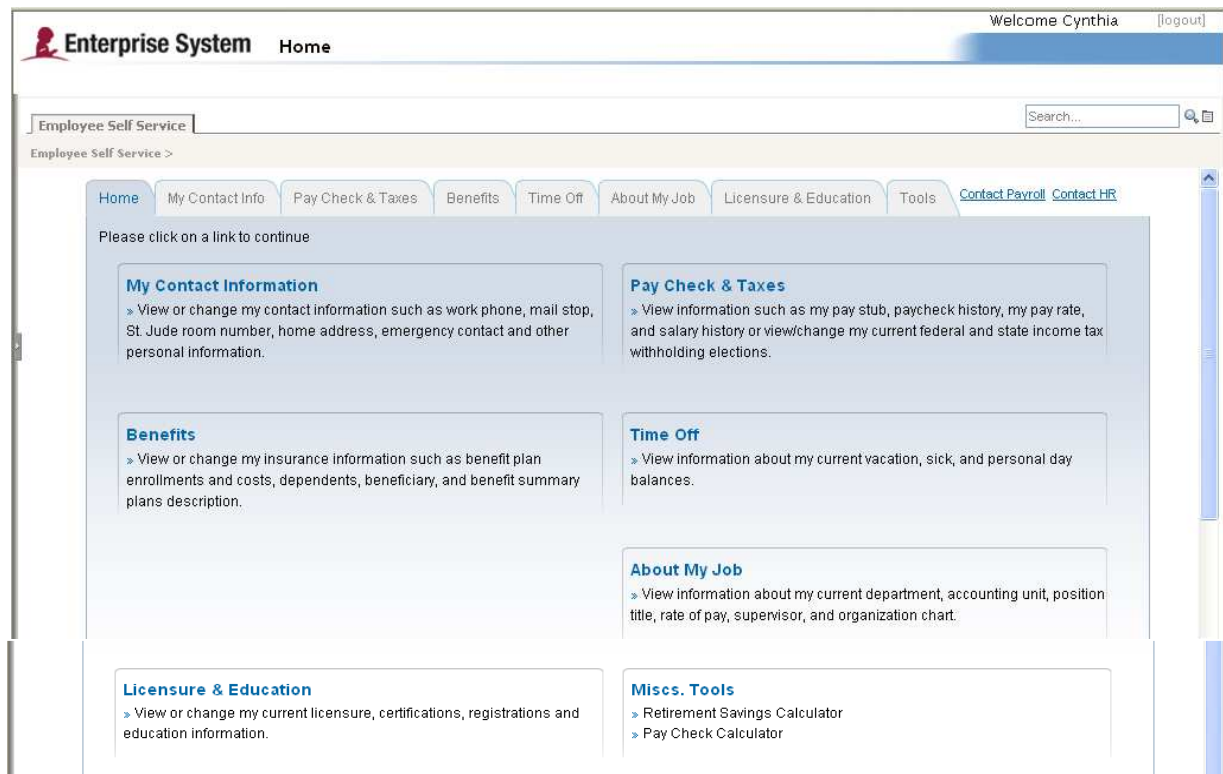 Welcome Cynthia [logout]
Enterprise System Home
Employee Self Service
Search...
Employee Self Service >
Home My Contact Info Pay Check & Taxes Benefits Time Off About My Job Licensure & Education Tools Contact Payroll Contact HR
Please click on a link to continue
My Contact Information
» View or change my contact information such as work phone, mail stop,
St. Jude room number, home address, emergency contact and other
personal information.
Pay Check & Taxes
» View information such as my pay stub, paycheck history, my pay rate,
and salary history or view/change my current federal and state income tax
withholding elections.
Benefits
» View or change my insurance information such as benefit plan
enrollments and costs, dependents, beneficiary, and benefit summary
plans description.
Time Off
» View information about my current vacation, sick, and personal day
balances.
About My Job
» View information about my current department, accounting unit, position
title, rate of pay, supervisor, and organization chart.
Licensure & Education
» View or change my current licensure, certifications, registrations and
education information.
Miscs. Tools
» Retirement Savings Calculator
» Pay Check Calculator